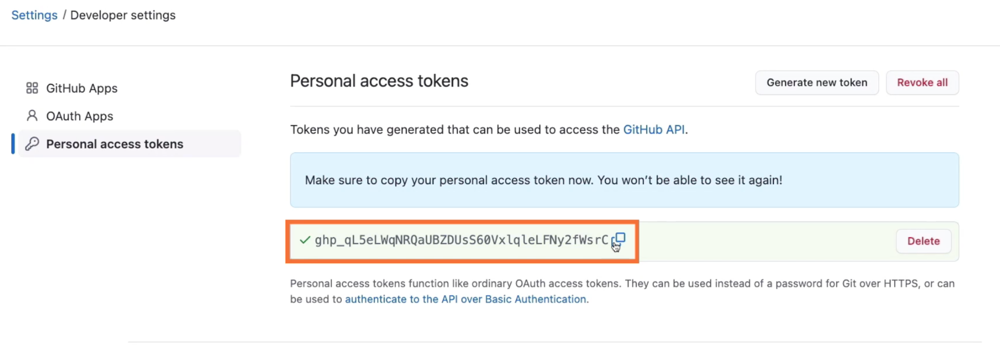 Settings / Developer settings
GitHub Apps
OAuth Apps
Personal access tokens
Personal access tokens
Generate new token
Revoke all
Tokens you have generated that can be used to access the GitHub API.
Make sure to copy your personal access token now. You won’t be able to see it again!
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
Delete
Personal access tokens function like ordinary OAuth access tokens. They can be used instead of a password for Git over HTTPS, or can
be used to authenticate to the API over Basic Authentication.